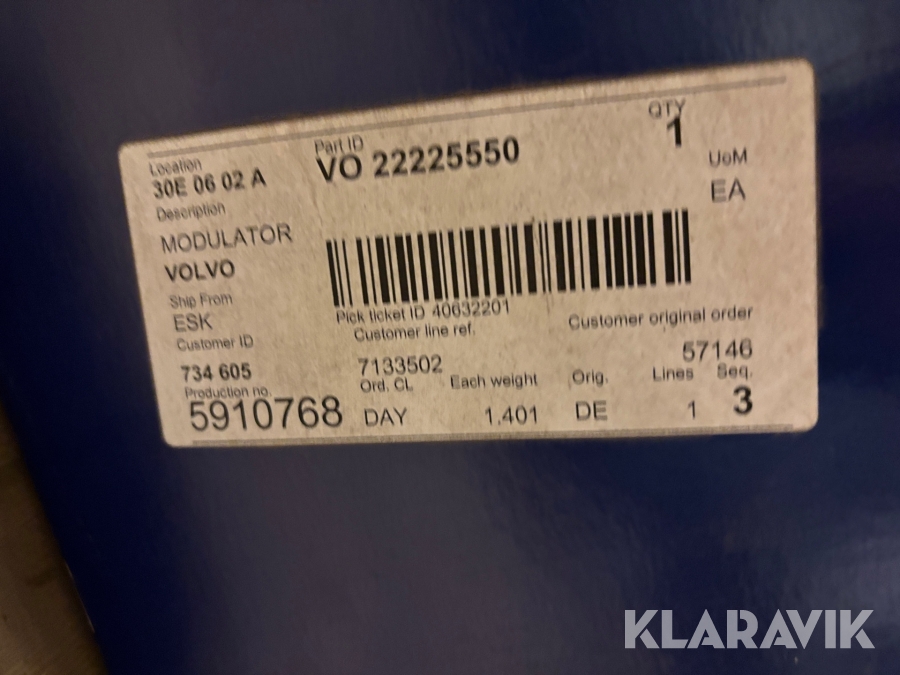 Location
30E 06 02 A
Part ID
VO 22225550
QTY
1
UoM
EA
Description
MODULATOR
VOLVO
Ship From
ESK
Customer ID
734 605
Production no.
5910768
Pick ticket ID 40632201
Customer line ref.
7133502
Customer original order
57146
Ord. CL
DAY
Each weight
1.401
Orig.
DE
Lines
1
Seq.
3
KLARAVIK